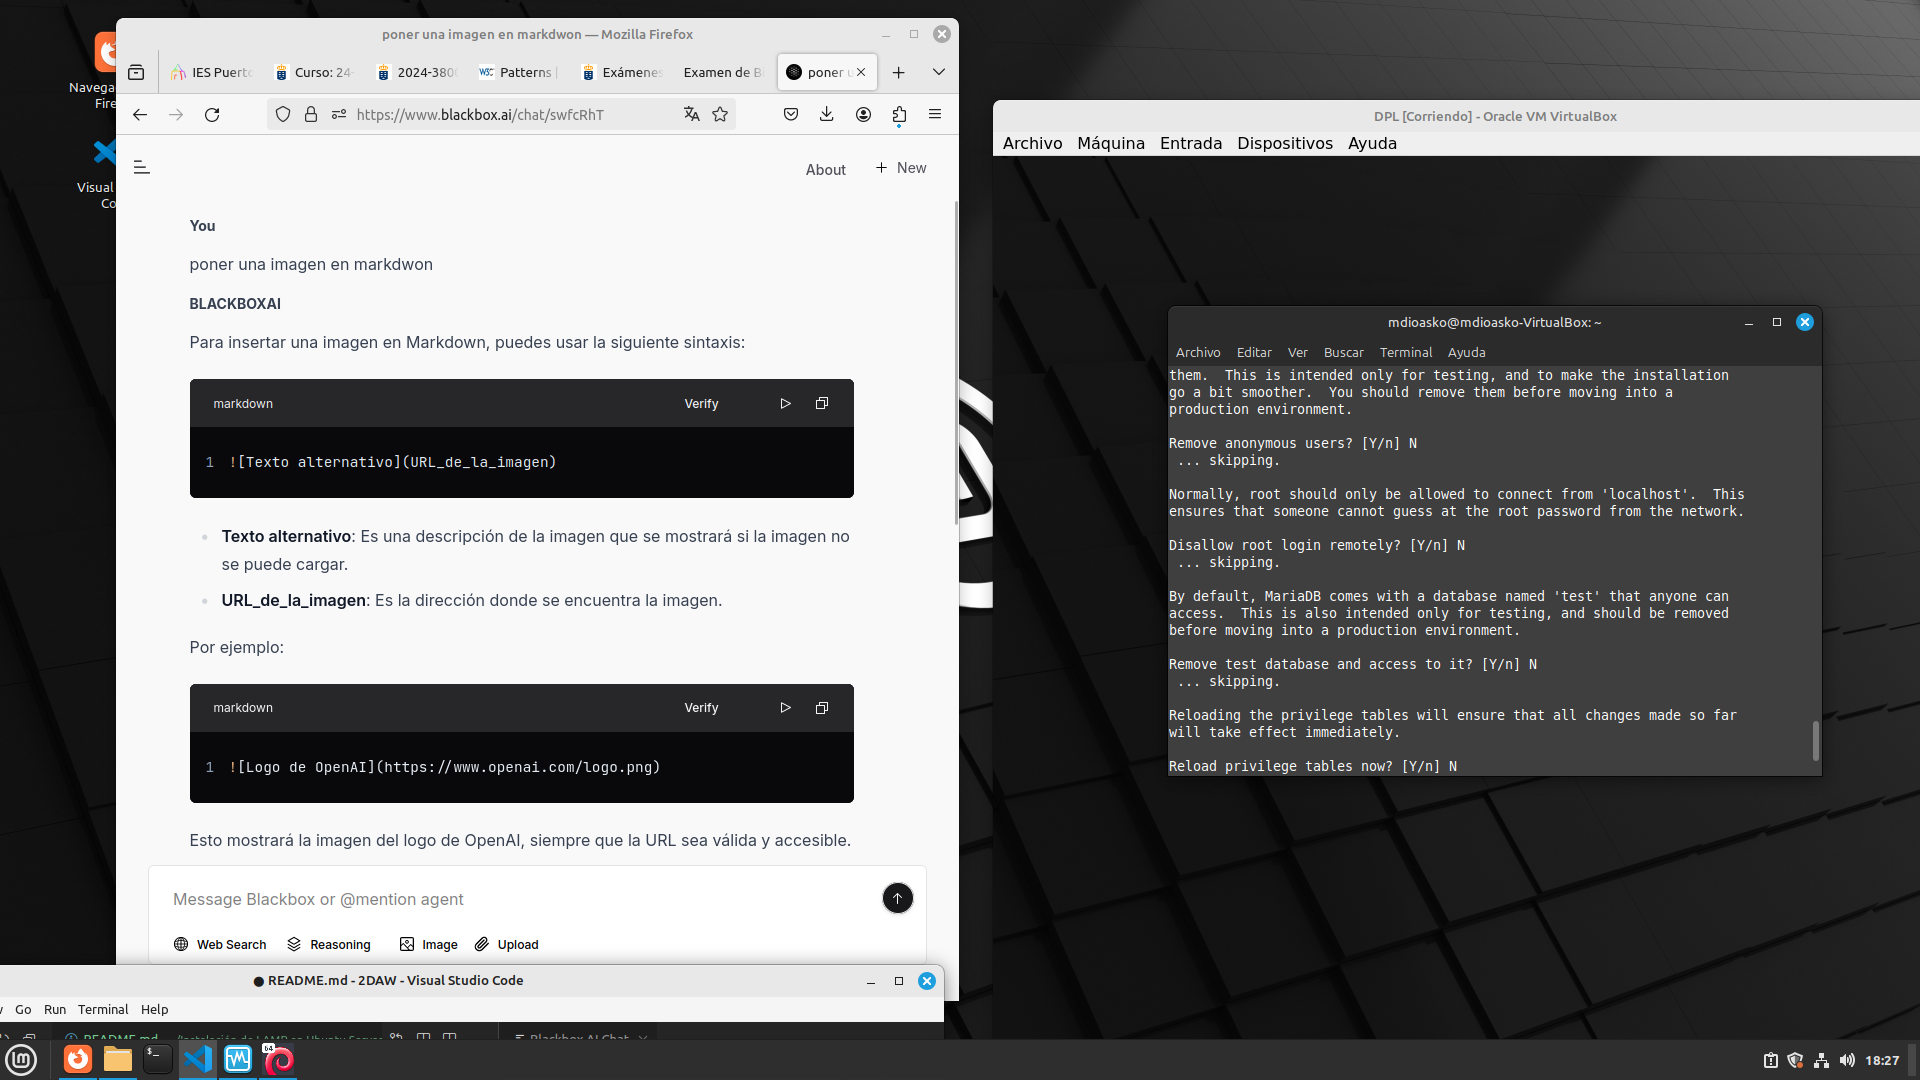 Navega
Fire
Visual
Co
poner una imagen en markdwon — Mozilla Firefox
IES Puerto
Curso: 24-
2024-380
Patterns
Exámenes
Examen de B
poner u
https://www.blackbox.ai/chat/swfcRhT
About
New
You
poner una imagen en markdwon
BLACKBOXAI
Para insertar una imagen en Markdown, puedes usar la siguiente sintaxis:
markdown
Verify
1 ![Texto alternativo](URL_de_la_imagen)
Texto alternativo: Es una descripción de la imagen que se mostrará si la imagen no
se puede cargar.
URL_de_la_imagen: Es la dirección donde se encuentra la imagen.
Por ejemplo:
markdown
Verify
1 ![Logo de OpenAI](https://www.openai.com/logo.png)
Esto mostrará la imagen del logo de OpenAI, siempre que la URL sea válida y accesible.
Message Blackbox or @mention agent
Web Search
Reasoning
Image
Upload
● README.md - 2DAW - Visual Studio Code
Go Run Terminal Help
README.md
Blackbox AI Chat
DPL [Corriendo] - Oracle VM VirtualBox
Archivo Máquina Entrada Dispositivos Ayuda
mdioasko@mdioasko-VirtualBox: ~
Archivo Editar Ver Buscar Terminal Ayuda
them.  This is intended only for testing, and to make the installation
go a bit smoother.  You should remove them before moving into a
production environment.
Remove anonymous users? [Y/n] N
... skipping.
Normally, root should only be allowed to connect from 'localhost'.  This
ensures that someone cannot guess at the root password from the network.
Disallow root login remotely? [Y/n] N
... skipping.
By default, MariaDB comes with a database named 'test' that anyone can
access.  This is also intended only for testing, and should be removed
before moving into a production environment.
Remove test database and access to it? [Y/n] N
... skipping.
Reloading the privilege tables will ensure that all changes made so far
will take effect immediately.
Reload privilege tables now? [Y/n] N
64
18:27